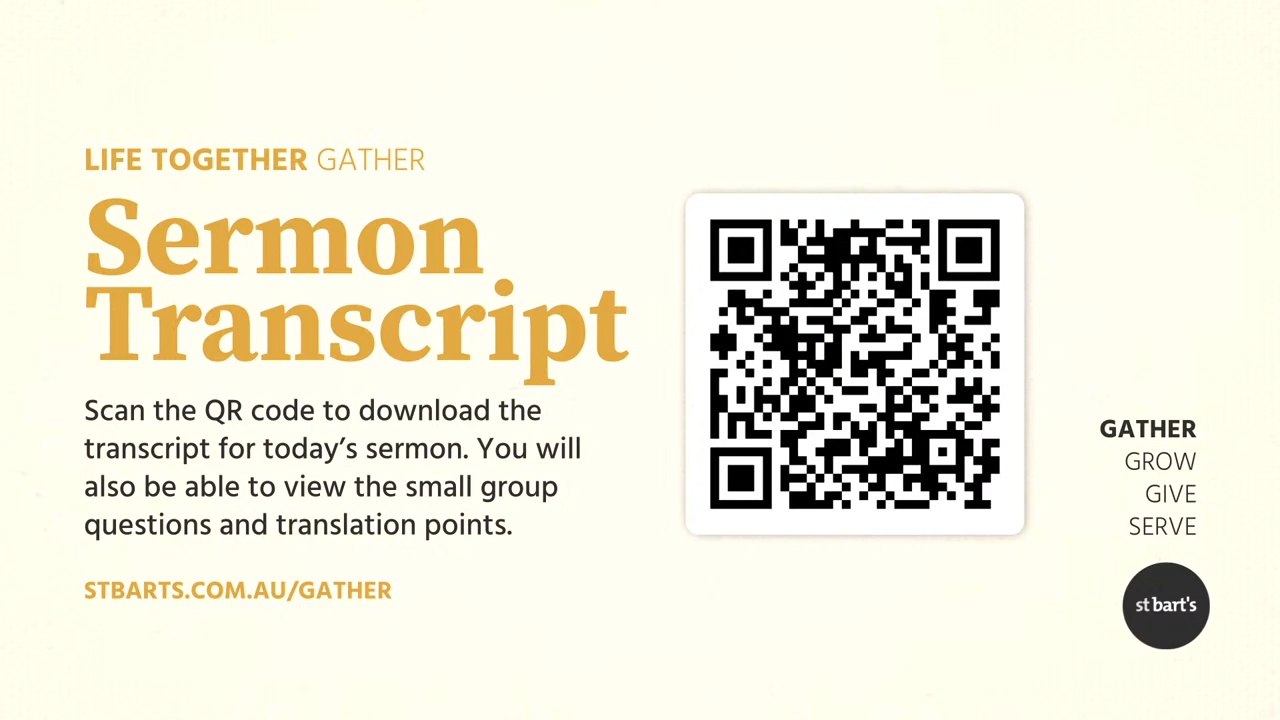 LIFE TOGETHER GATHER
Sermon
Transcript
Scan the QR code to download the
transcript for today’s sermon. You will
also be able to view the small group
questions and translation points.
STBARTS.COM.AU/GATHER
GATHER
GROW
GIVE
SERVE
st bart's